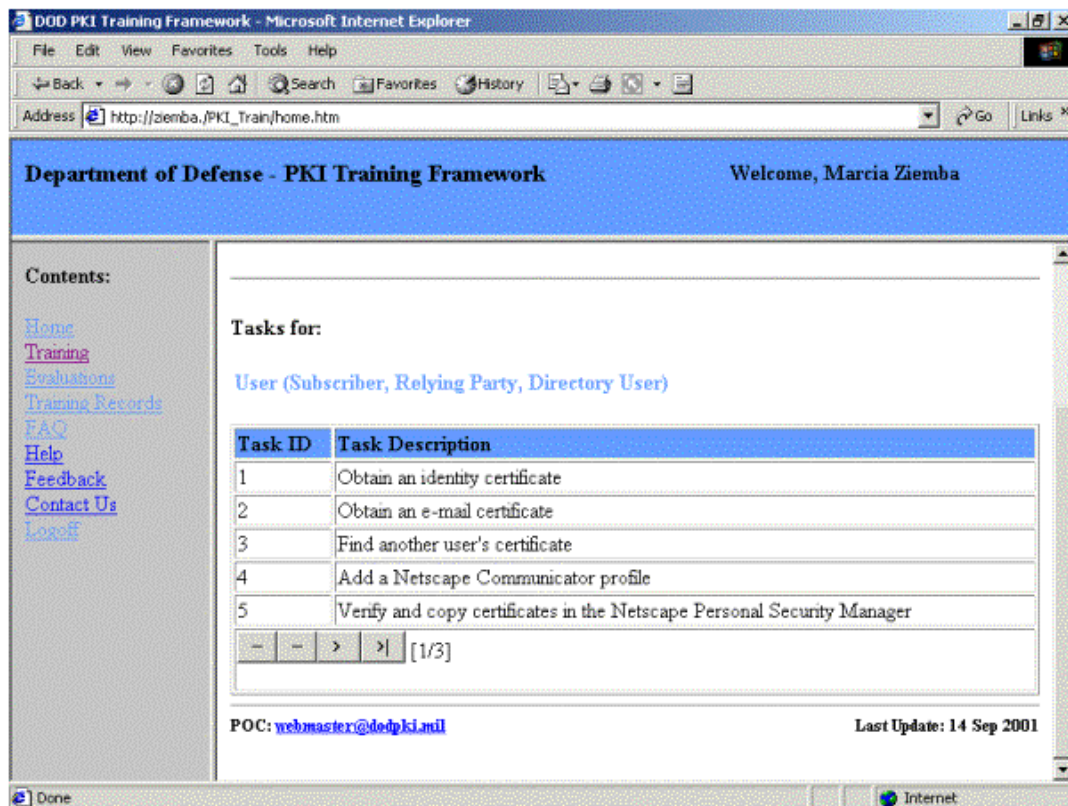 DOD PKI Training Framework - Microsoft Internet Explorer
File Edit View Favorites Tools Help
Back Search Favorites History
Address http://ziemba./PKI_Train/home.htm Go Links »
Department of Defense - PKI Training Framework Welcome, Marcia Ziemba
Contents:
Home
Training
Evaluations
Training Records
FAQ
Help
Feedback
Contact Us
Logoff
Tasks for:
User (Subscriber, Relying Party, Directory User)
Task ID Task Description
1 Obtain an identity certificate
2 Obtain an e-mail certificate
3 Find another user's certificate
4 Add a Netscape Communicator profile
5 Verify and copy certificates in the Netscape Personal Security Manager
– – > >| [1/3]
POC: webmaster@dodpki.mil Last Update: 14 Sep 2001
Done Internet